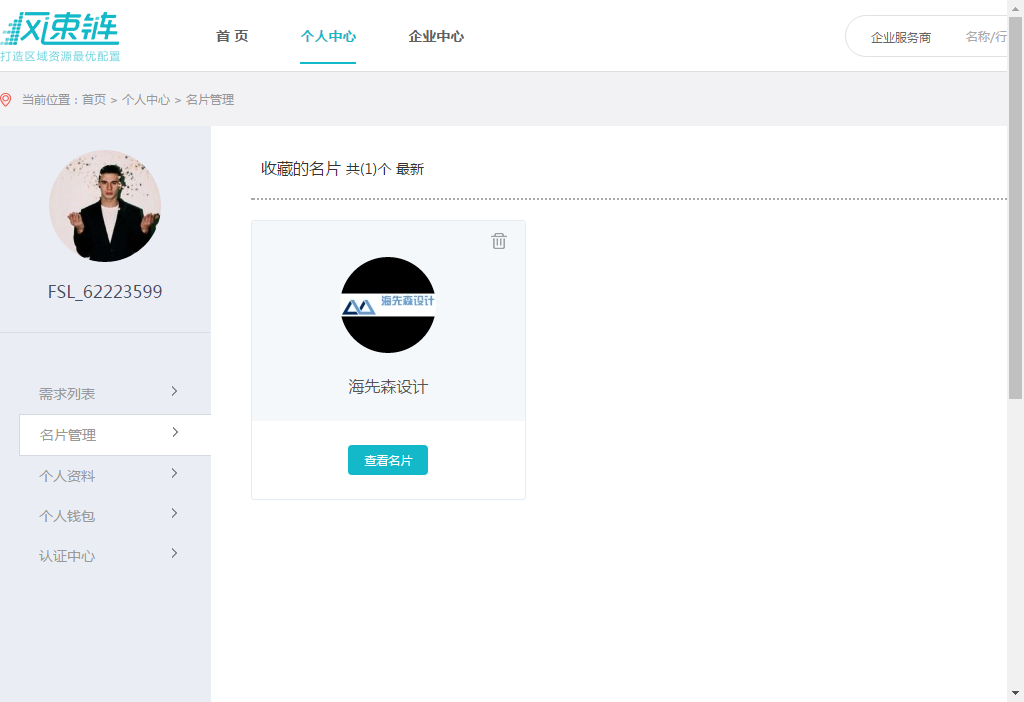 风速链
打造区域资源最优配置
首 页
个人中心
企业中心
企业服务商
名称/行
当前位置：首页 > 个人中心 > 名片管理
收藏的名片 共(1)个 最新
FSL_62223599
需求列表
名片管理
个人资料
个人钱包
认证中心
海先森设计
海先森设计
查看名片